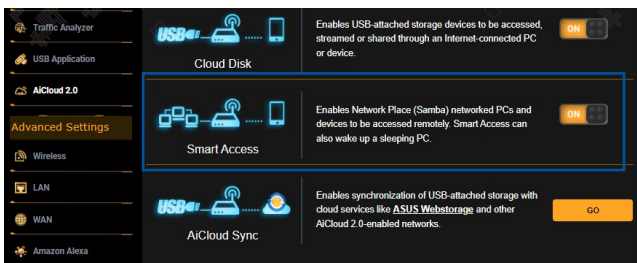 Traffic Analyzer
USB Application
AiCloud 2.0
Advanced Settings
Wireless
LAN
WAN
Amazon Alexa
USB
Cloud Disk
Enables USB-attached storage devices to be accessed,
streamed or shared through an Internet-connected PC
or device.
ON
Smart Access
Enables Network Place (Samba) networked PCs and
devices to be accessed remotely. Smart Access can
also wake up a sleeping PC.
ON
USB
AiCloud Sync
Enables synchronization of USB-attached storage with
cloud services like ASUS Webstorage and other
AiCloud 2.0-enabled networks.
GO